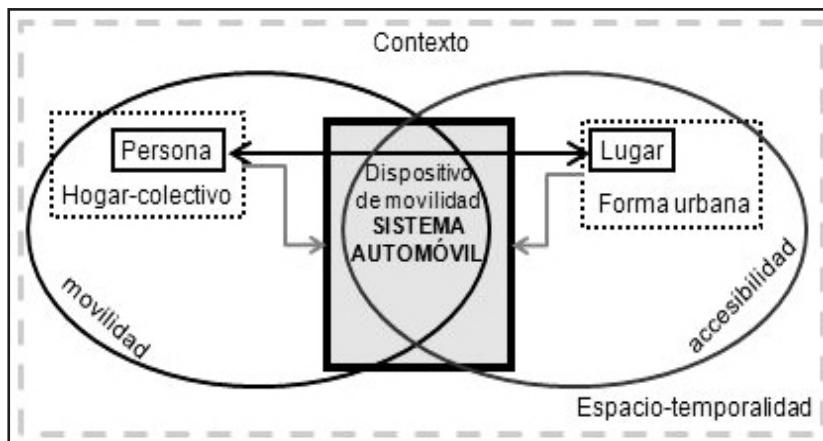 Contexto
Persona
Hogar-colectivo
Dispositivo
de movilidad
SISTEMA
AUTOMÓVIL
Lugar
Forma urbana
movilidad
accesibilidad
Espacio-temporalidad